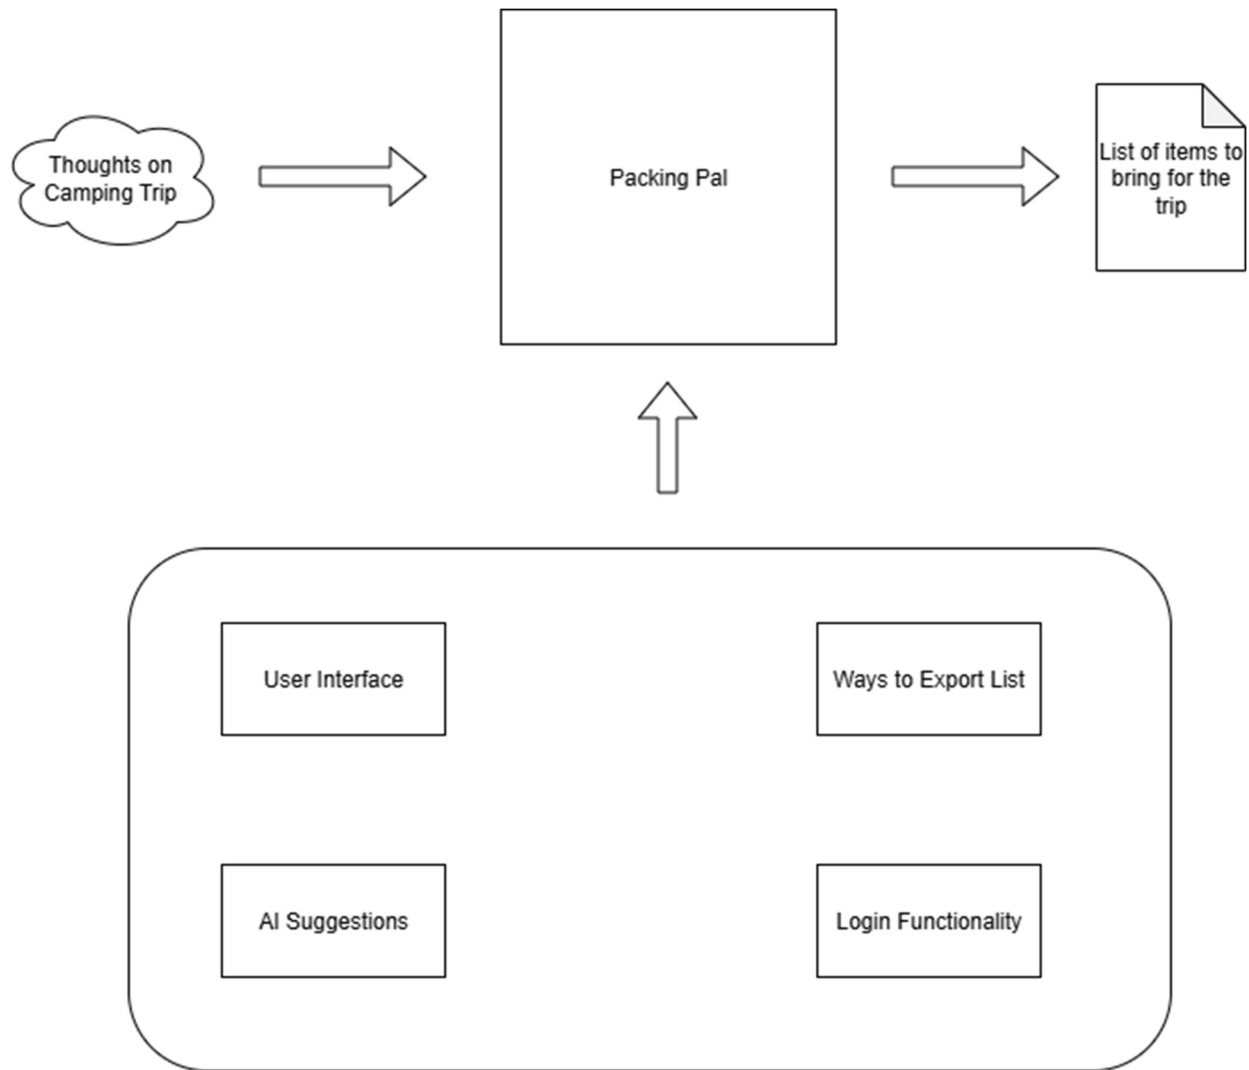 Thoughts on
Camping Trip
Packing Pal
List of items to
bring for the
trip
User Interface
Ways to Export List
AI Suggestions
Login Functionality